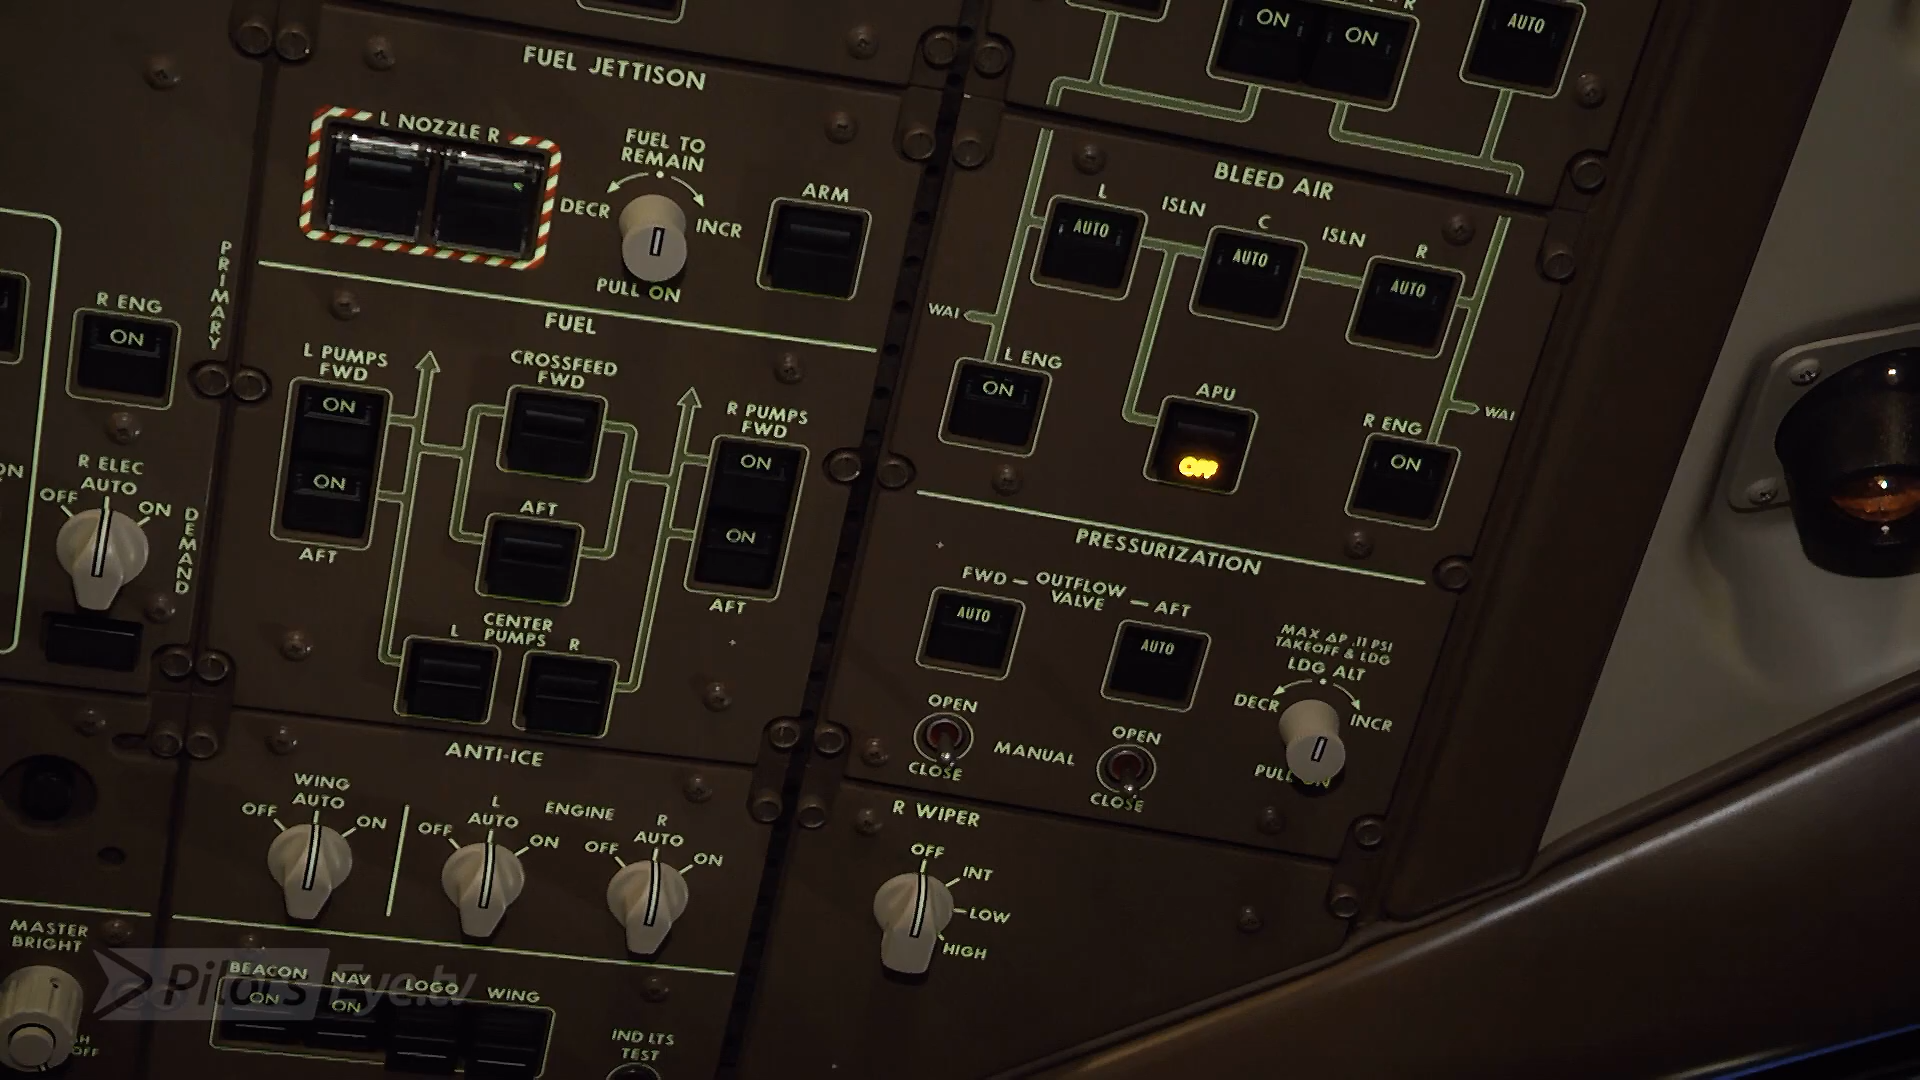 ON
ON
AUTO
FUEL JETTISON
L NOZZLE R
FUEL TO
REMAIN
DECR
INCR
PULL ON
ARM
BLEED AIR
L
ISLN
C
ISLN
R
AUTO
AUTO
AUTO
WAI
L ENG
ON
APU
OFF
R ENG
ON
WAI
PRIMARY
R ENG
ON
R ELEC
OFF
AUTO
ON
DEMAND
FUEL
L PUMPS
FWD
ON
ON
AFT
CROSSFEED
FWD
AFT
R PUMPS
FWD
ON
ON
AFT
L
CENTER
PUMPS
R
PRESSURIZATION
FWD
OUTFLOW
VALVE
AFT
AUTO
AUTO
OPEN
CLOSE
MANUAL
OPEN
CLOSE
MAX ΔP .11 PSI
TAKEOFF & LDG
LDG ALT
DECR
INCR
PULL ON
ANTI-ICE
WING
OFF
AUTO
ON
ENGINE
L
OFF
AUTO
ON
R
OFF
AUTO
ON
R WIPER
OFF
INT
LOW
HIGH
MASTER
BRIGHT
OFF
BEACON
NAV
LOGO
WING
ON
ON
IND LTS
TEST
PilotsEye.tv